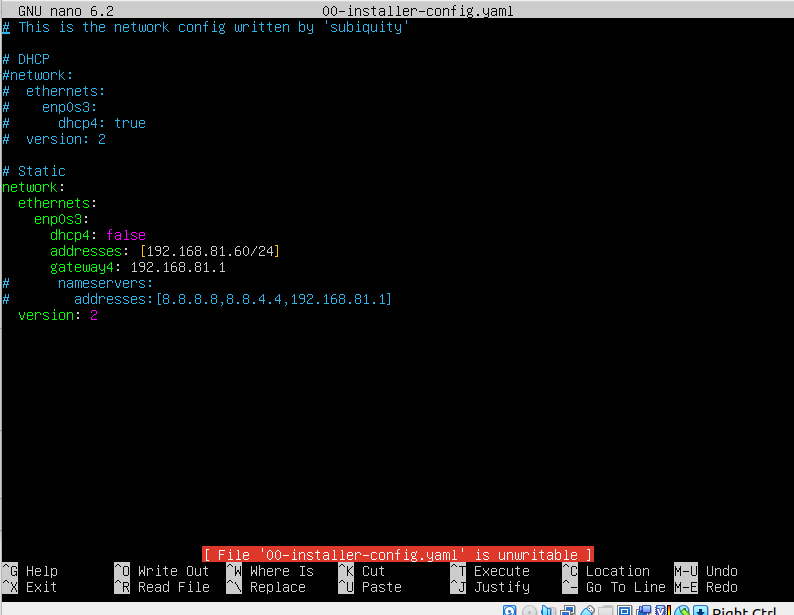 GNU nano 6.2 00-installer-config.yaml
# This is the network config written by 'subiquity'
# DHCP
#network:
#  ethernets:
#    enp0s3:
#      dhcp4: true
#  version: 2
# Static
network:
  ethernets:
    enp0s3:
      dhcp4: false
      addresses: [192.168.81.60/24]
      gateway4: 192.168.81.1
#      nameservers:
#        addresses:[8.8.8.8,8.8.4.4,192.168.81.1]
  version: 2
[ File '00-installer-config.yaml' is unwritable ]
^G Help ^O Write Out ^W Where Is ^K Cut ^T Execute ^C Location M-U Undo
^X Exit ^R Read File ^\ Replace ^U Paste ^J Justify ^- Go To Line M-E Redo
Right Ctrl